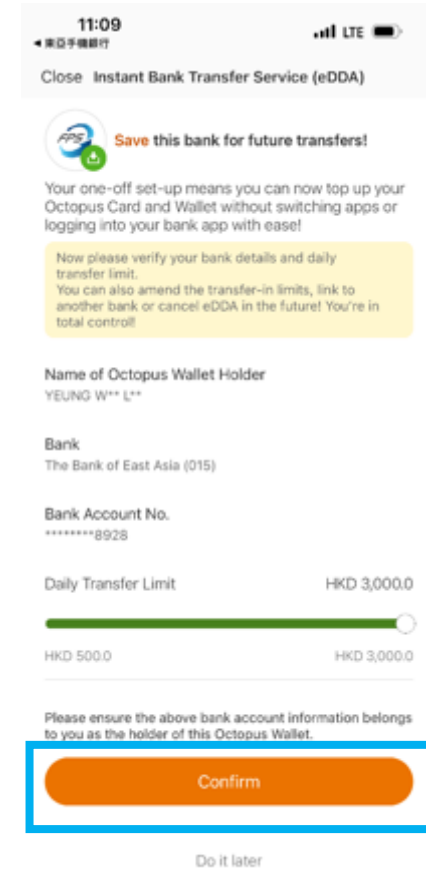 11:09
LTE
◀ 東亞手機銀行
Close Instant Bank Transfer Service (eDDA)
FPS
Save this bank for future transfers!
Your one-off set-up means you can now top up your
Octopus Card and Wallet without switching apps or
logging into your bank app with ease!
Now please verify your bank details and daily
transfer limit.
You can also amend the transfer-in limits, link to
another bank or cancel eDDA in the future! You're in
total control!
Name of Octopus Wallet Holder
YEUNG W** L**
Bank
The Bank of East Asia (015)
Bank Account No.
********8928
Daily Transfer Limit HKD 3,000.0
HKD 500.0 HKD 3,000.0
Please ensure the above bank account information belongs
to you as the holder of this Octopus Wallet.
Confirm
Do it later